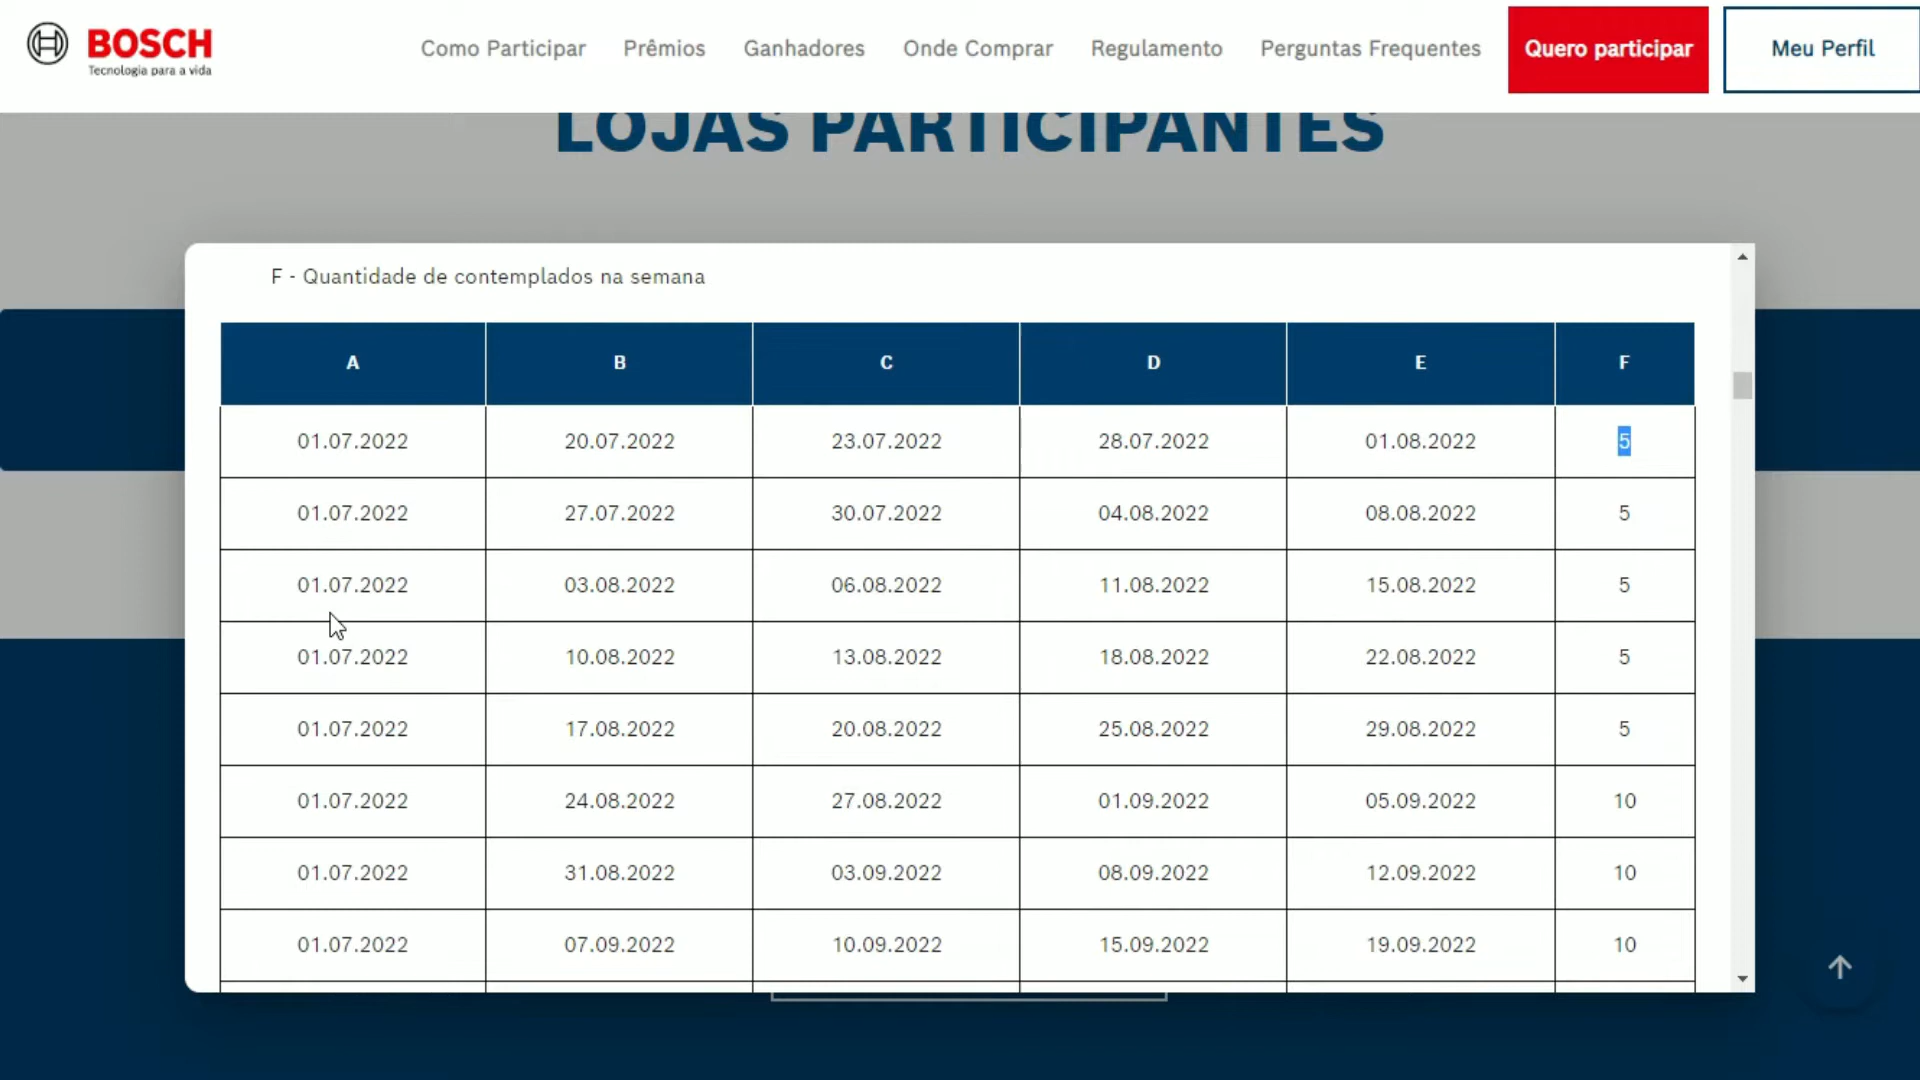 BOSCH
Tecnologia para a vida
Como Participar Prêmios Ganhadores Onde Comprar Regulamento Perguntas Frequentes Quero participar Meu Perfil
LOJAS PARTICIPANTES
F - Quantidade de contemplados na semana
A B C D E F
01.07.2022 20.07.2022 23.07.2022 28.07.2022 01.08.2022 5
01.07.2022 27.07.2022 30.07.2022 04.08.2022 08.08.2022 5
01.07.2022 03.08.2022 06.08.2022 11.08.2022 15.08.2022 5
01.07.2022 10.08.2022 13.08.2022 18.08.2022 22.08.2022 5
01.07.2022 17.08.2022 20.08.2022 25.08.2022 29.08.2022 5
01.07.2022 24.08.2022 27.08.2022 01.09.2022 05.09.2022 10
01.07.2022 31.08.2022 03.09.2022 08.09.2022 12.09.2022 10
01.07.2022 07.09.2022 10.09.2022 15.09.2022 19.09.2022 10